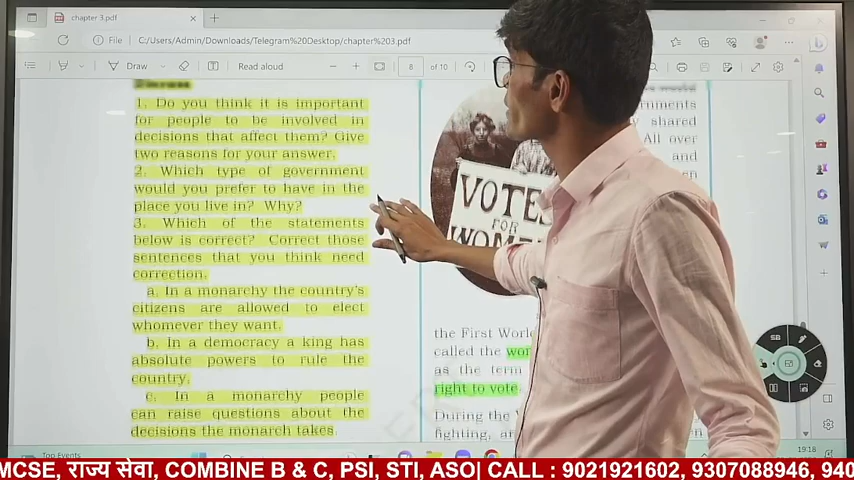 chapter 3.pdf
File
C:/Users/Admin/Downloads/Telegram%20Desktop/chapter%203.pdf
Draw
Read aloud
8 of 10
1. Do you think it is important
for people to be involved in
decisions that affect them? Give
two reasons for your answer.
2. Which type of government
would you prefer to have in the
place you live in? Why?
3. Which of the statements
below is correct? Correct those
sentences that you think need
correction.
a. In a monarchy the country's
citizens are allowed to elect
whomever they want.
b. In a democracy a king has
absolute powers to rule the
country.
c. In a monarchy people
can raise questions about the
decisions the monarch takes.
shared
All over
and
VOTES
FOR
the First World
called the
as the term
right to vote.
During the
fighting,
SB
Top Events
19:18
MCSE, राज्य सेवा, COMBINE B & C, PSI, STI, ASO| CALL : 9021921602, 9307088946, 940